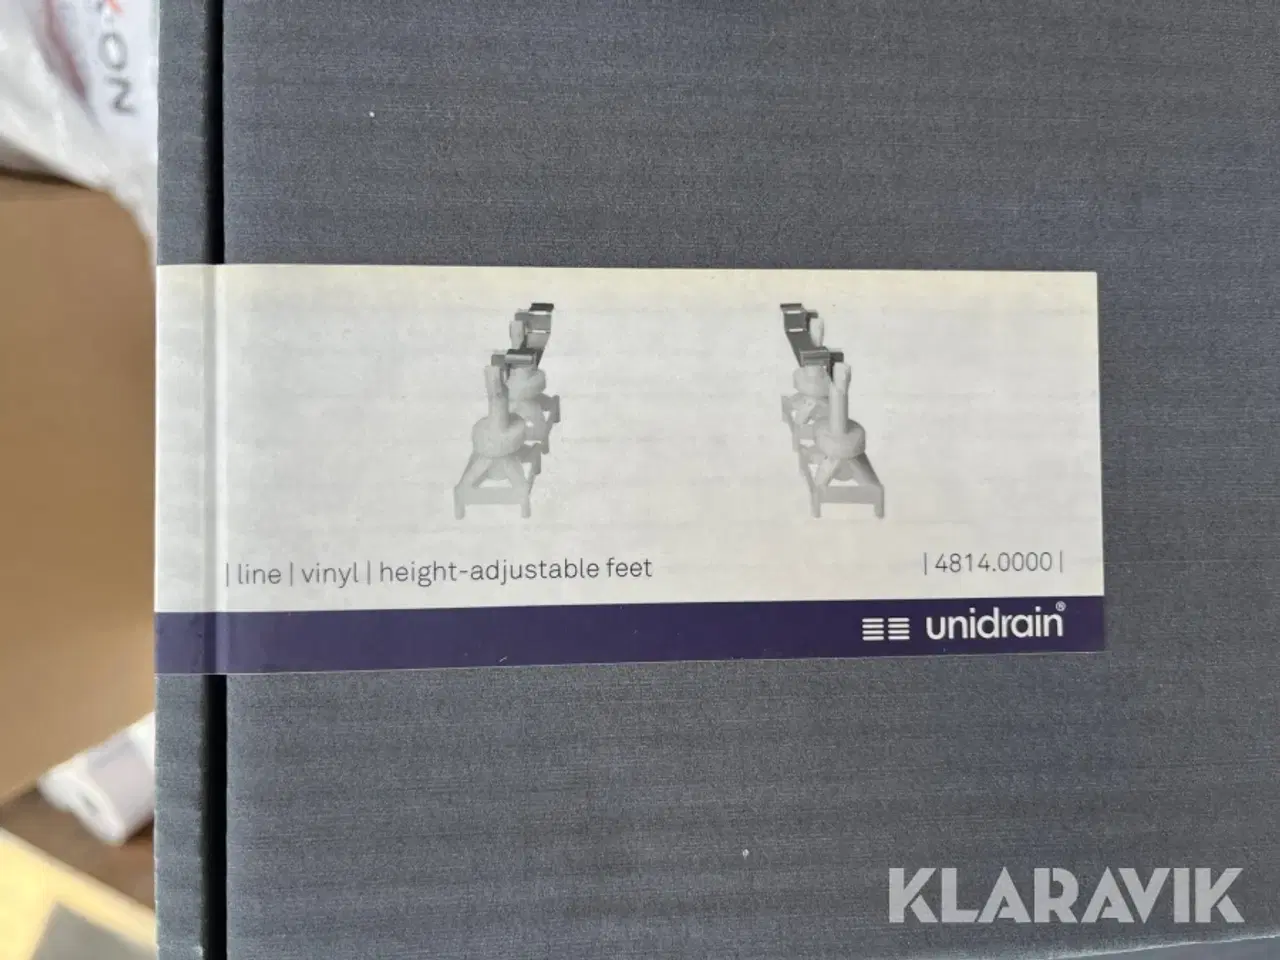 | line | vinyl | height-adjustable feet
| 4814.0000 |
unidrain®
KLARAVIK